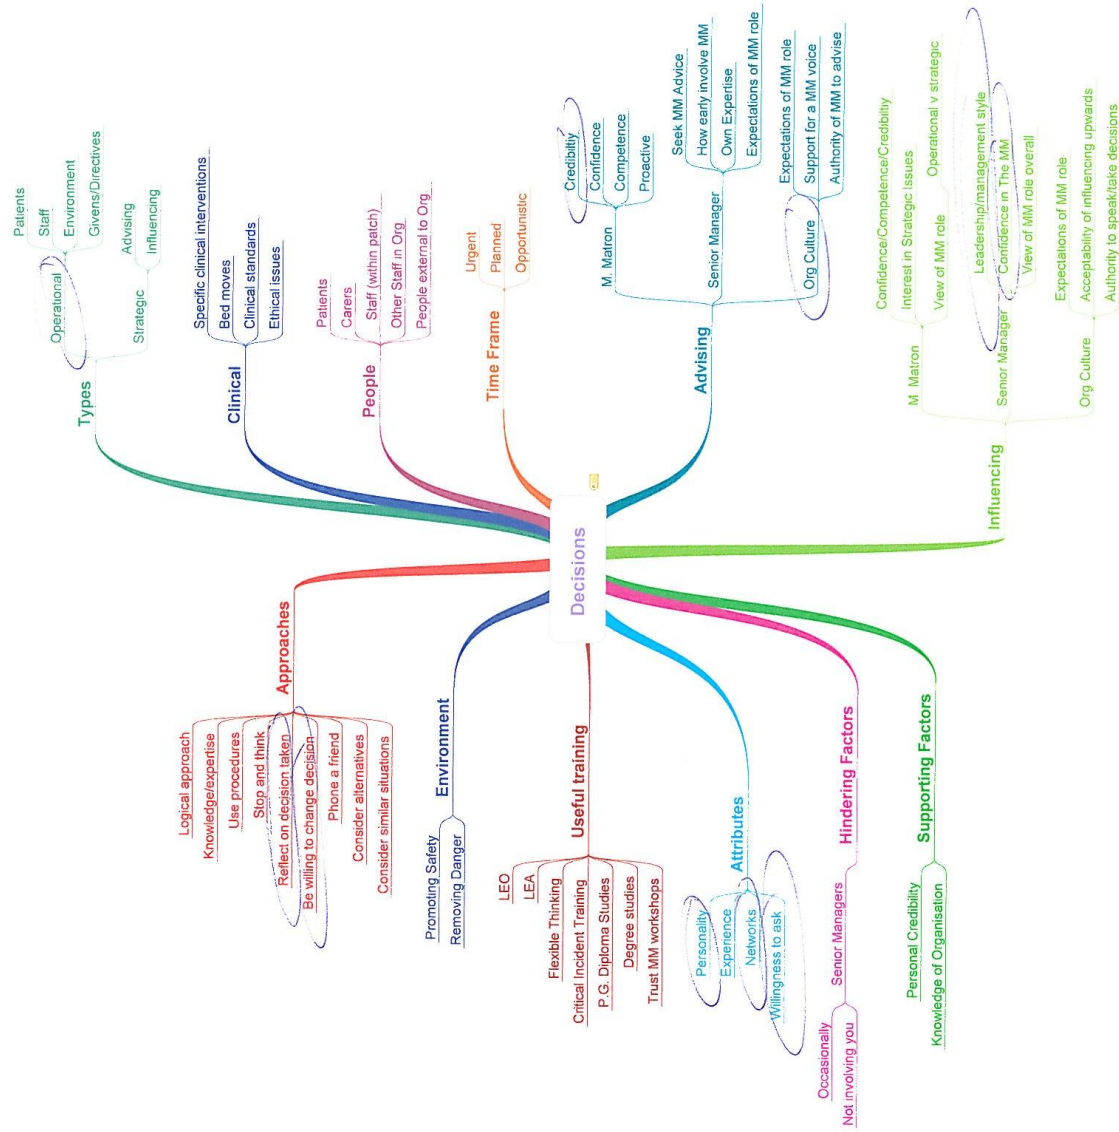 Decisions
Types
Operational
Patients
Staff
Environment
Givens/Directives
Strategic
Advising
Influencing
Clinical
Specific clinical interventions
Bed moves
Clinical standards
Ethical issues
People
Patients
Carers
Staff (within patch)
Other Staff in Org
People external to Org
Time Frame
Urgent
Planned
Opportunistic
Advising
M. Matron
Credibiltiy
Confidence
Competence
Proactive
Senior Manager
Seek MM Advice
How early involve MM
Own Expertise
Expectations of MM role
Org Culture
Expectations of MM role
Support for a MM voice
Authority of MM to advise
Influencing
M Matron
Confidence/Competence/Credibiltiy
Interest in Strategic Issues
View of MM role
Operational v strategic
Senior Manager
Leadership/management style
Confidence in The MM
View of MM role overall
Org Culture
Expectations of MM role
Acceptability of influencing upwards
Authority to speak/take decisions
Approaches
Logical approach
Knowledge/expertise
Use procedures
Stop and think
Reflect on decision taken
Be willing to change decision
Phone a friend
Consider alternatives
Consider similar situations
Environment
Promoting Safety
Removing Danger
Useful training
LEO
LEA
Flexible Thinking
Critical Incident Training
P.G. Diploma Studies
Degree studies
Trust MM workshops
Attributes
Personality
Experience
Networks
Willingness to ask
Hindering Factors
Senior Managers
Occasionally
Not involving you
Supporting Factors
Personal Credibility
Knowledge of Organisation